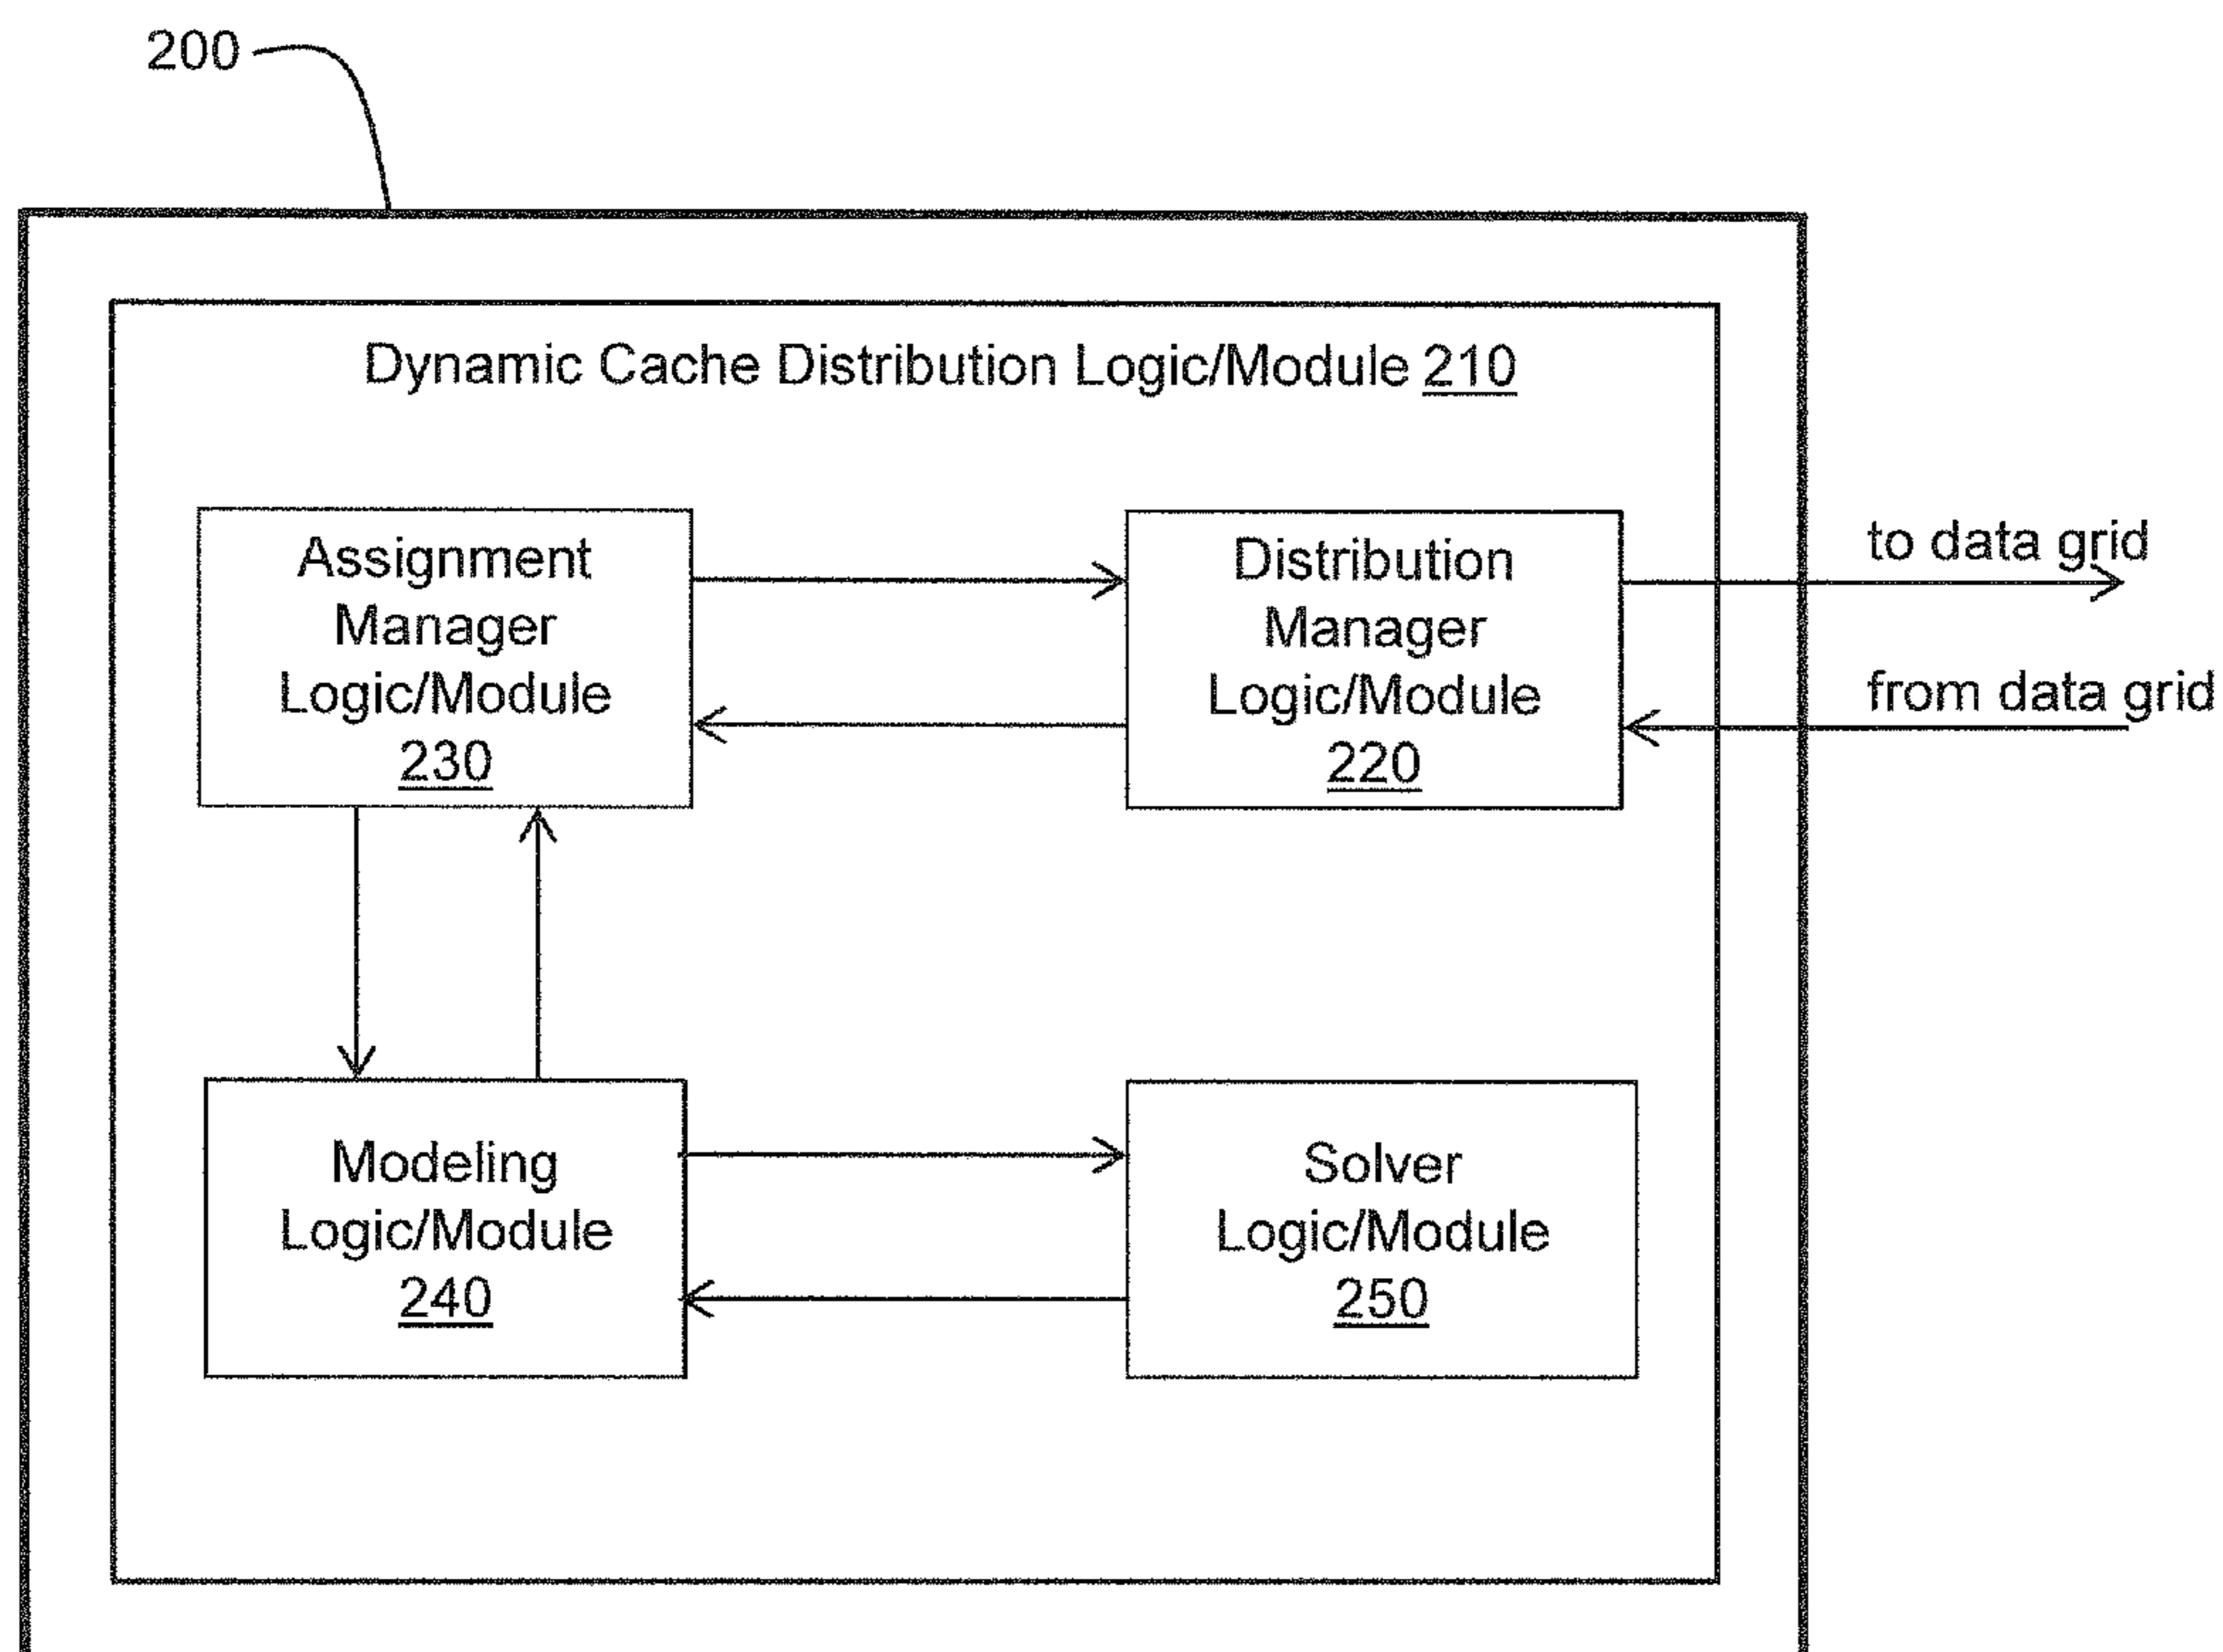 200
Dynamic Cache Distribution Logic/Module 210
Assignment
Manager
Logic/Module
230
Distribution
Manager
Logic/Module
220
to data grid
from data grid
Modeling
Logic/Module
240
Solver
Logic/Module
250